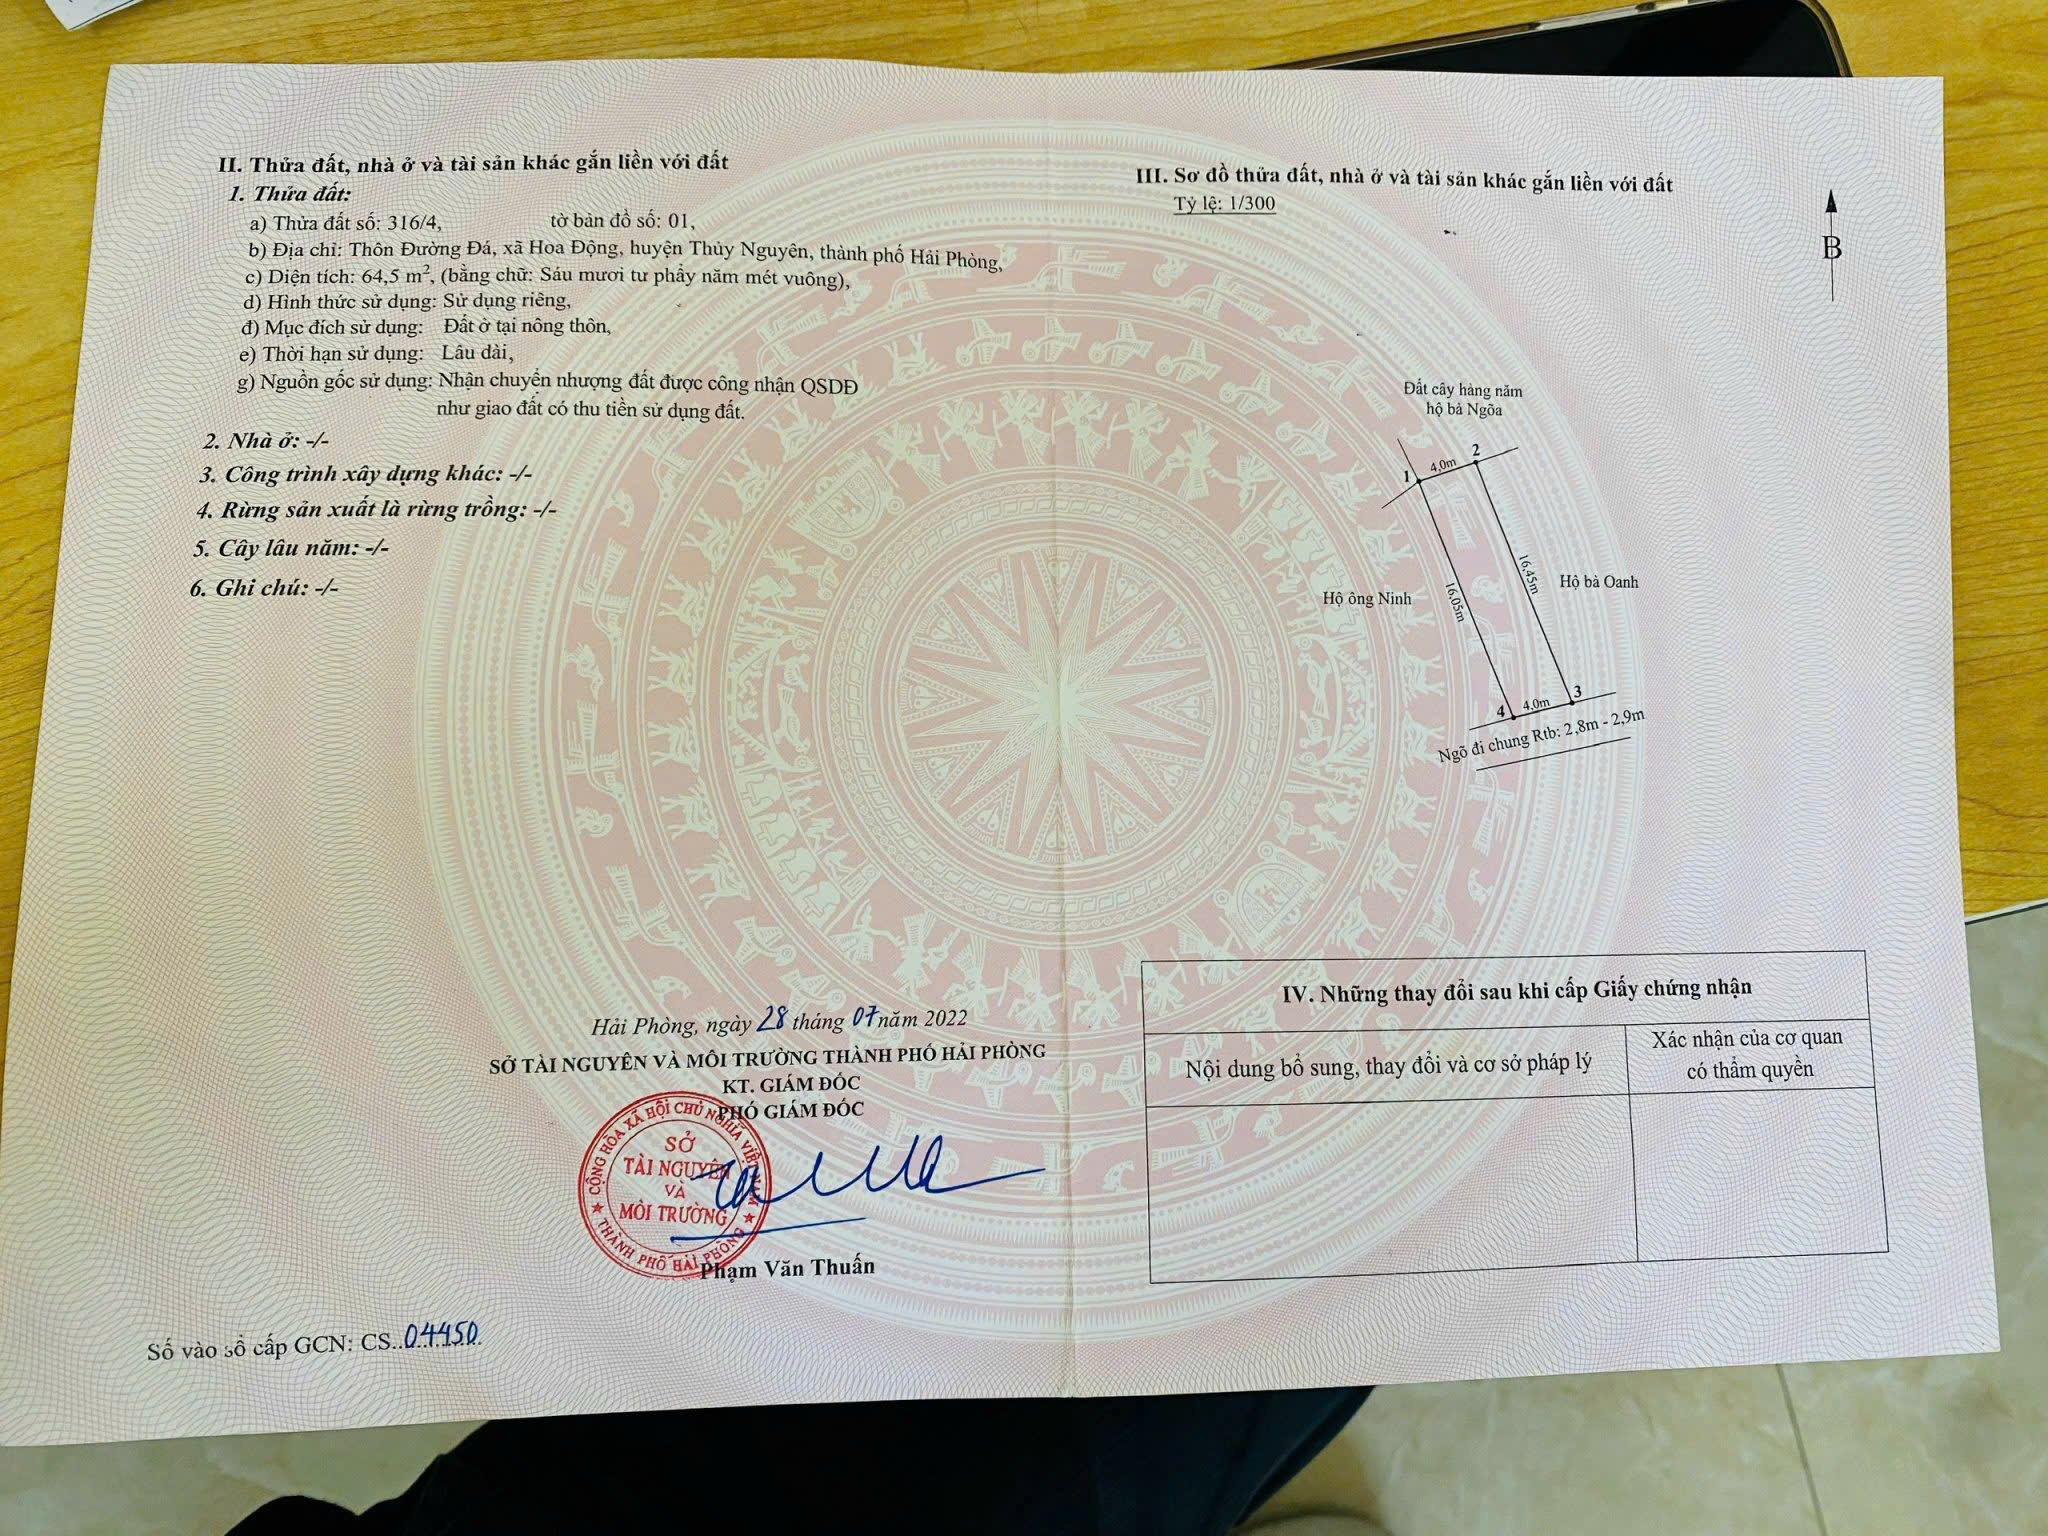 II. Thửa đất, nhà ở và tài sản khác gắn liền với đất
1. Thửa đất:
a) Thửa đất số: 316/4, tờ bản đồ số: 01,
b) Địa chỉ: Thôn Đường Đá, xã Hoa Động, huyện Thủy Nguyên, thành phố Hải Phòng,
c) Diện tích: 64,5 m², (bằng chữ: Sáu mươi tư phẩy năm mét vuông),
d) Hình thức sử dụng: Sử dụng riêng,
đ) Mục đích sử dụng: Đất ở tại nông thôn,
e) Thời hạn sử dụng: Lâu dài,
g) Nguồn gốc sử dụng: Nhận chuyển nhượng đất được công nhận QSDĐ
như giao đất có thu tiền sử dụng đất.
2. Nhà ở: -/-
3. Công trình xây dựng khác: -/-
4. Rừng sản xuất là rừng trồng: -/-
5. Cây lâu năm: -/-
6. Ghi chú: -/-
Hải Phòng, ngày 28 tháng 07 năm 2022
SỞ TÀI NGUYÊN VÀ MÔI TRƯỜNG THÀNH PHỐ HẢI PHÒNG
KT. GIÁM ĐỐC
PHÓ GIÁM ĐỐC
CỘNG HÒA XÃ HỘI CHỦ NGHĨA VIỆT NAM
SỞ
TÀI NGUYÊN
VÀ
MÔI TRƯỜNG
THÀNH PHỐ HẢI PHÒNG
Phạm Văn Thuấn
Số vào sổ cấp GCN: CS..04450.
III. Sơ đồ thửa đất, nhà ở và tài sản khác gắn liền với đất
Tỷ lệ: 1/300
B
Đất cây hàng năm
hộ bà Ngõa
1
4,0m
2
16,05m
16,45m
Hộ ông Ninh
Hộ bà Oanh
4
4,0m
3
Ngõ đi chung Rtb: 2,8m - 2,9m
IV. Những thay đổi sau khi cấp Giấy chứng nhận
Nội dung bổ sung, thay đổi và cơ sở pháp lý
Xác nhận của cơ quan
có thẩm quyền